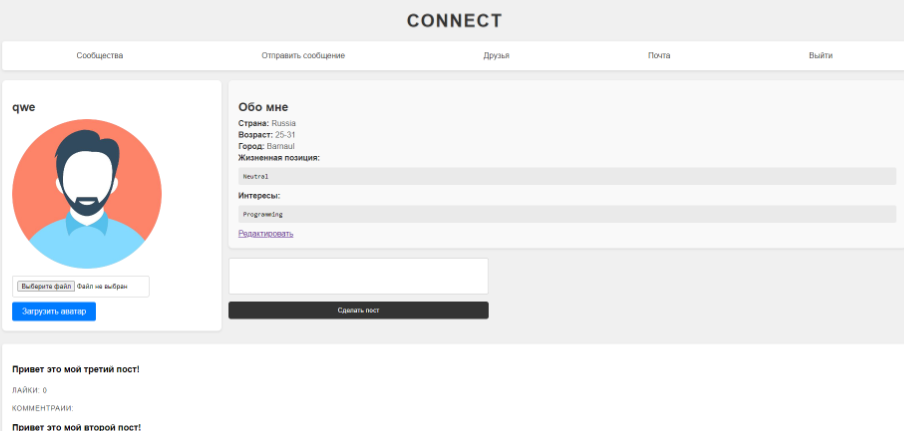 CONNECT
Сообщества Отправить сообщение Друзья Почта Выйти
qwe
Выберите файл Файл не выбран
Загрузить аватар
Обо мне
Страна: Russia
Возраст: 25-31
Город: Barnaul
Жизненная позиция:
Neutral
Интересы:
Programming
Редактировать
Сделать пост
Привет это мой третий пост!
ЛАЙКИ: 0
КОММЕНТРАИИ:
Привет это мой второй пост!